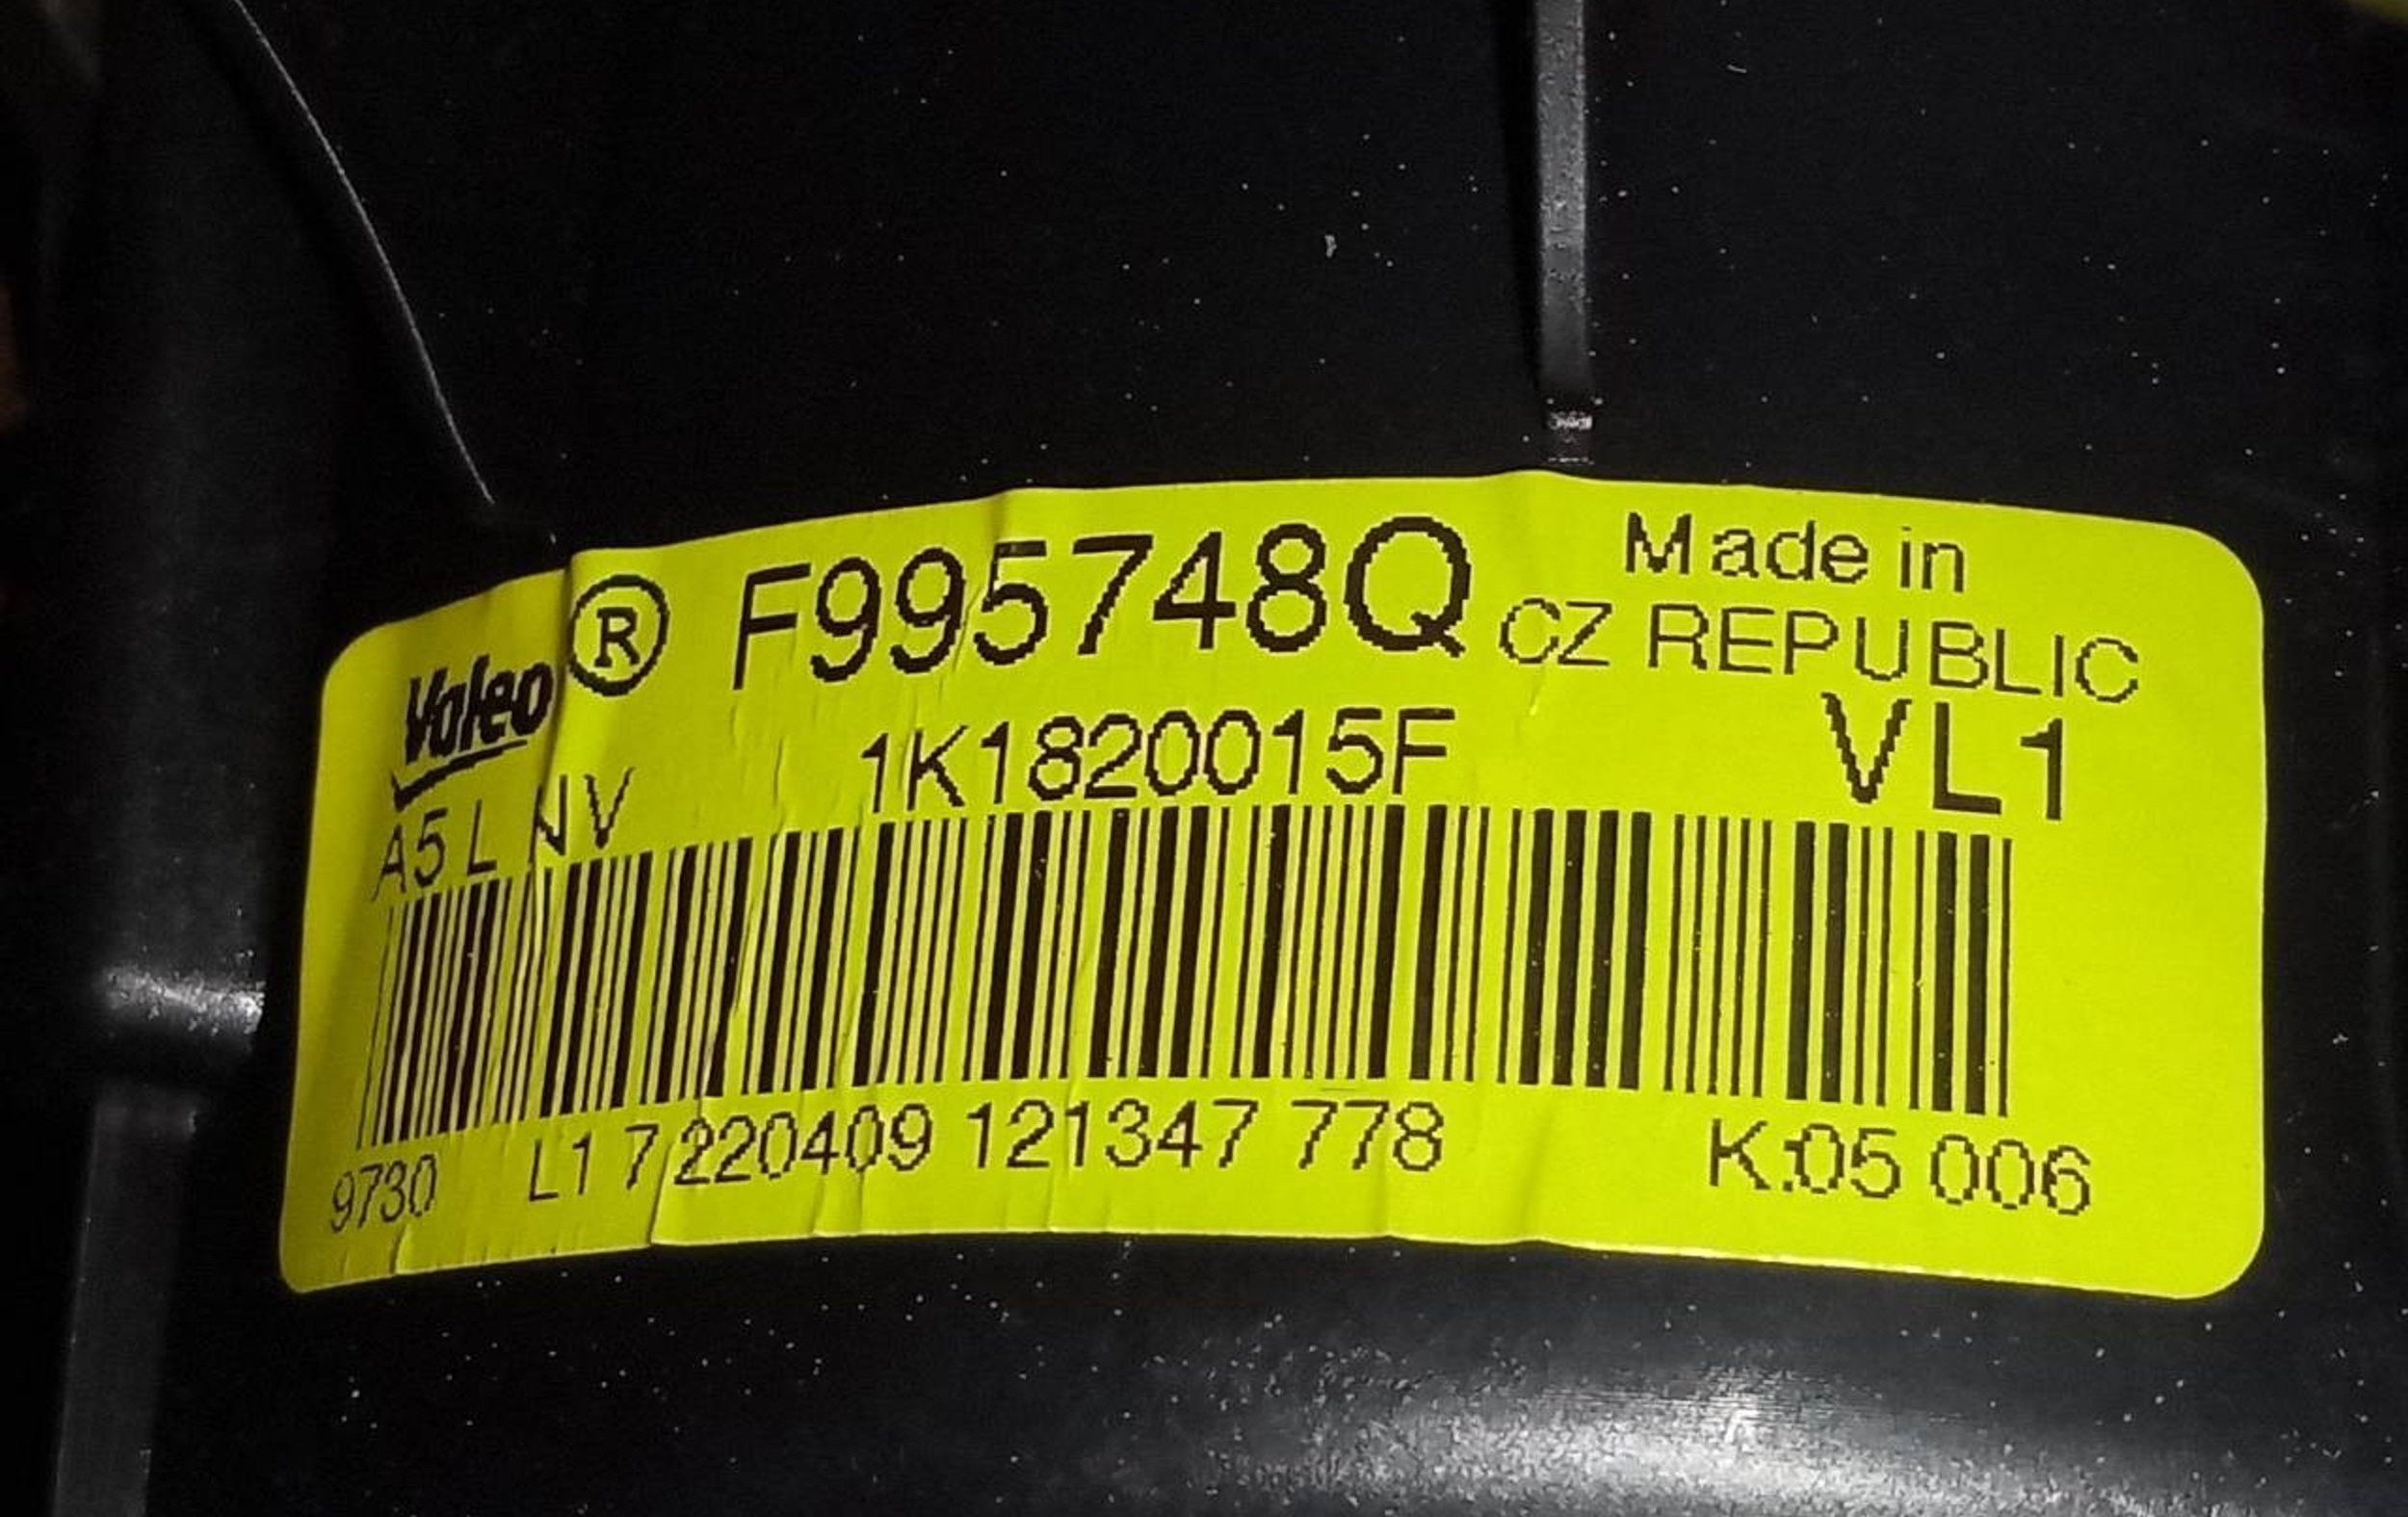 Valeo ® F995748Q Made in
CZ REPUBLIC
A5 L NV 1K1820015F VL1
9730 L1 7 220409 121347 778 K:05 006